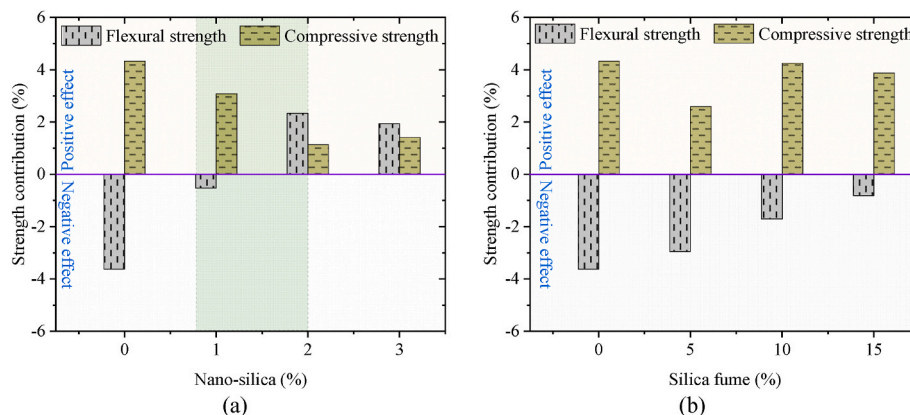 Flexural strength
Compressive strength
Strength contribution (%)
Positive effect
Negative effect
6
4
2
0
-2
-4
-6
0 1 2 3
Nano-silica (%)
(a)
Flexural strength
Compressive strength
Strength contribution (%)
Positive effect
Negative effect
6
4
2
0
-2
-4
-6
0 5 10 15
Silica fume (%)
(b)